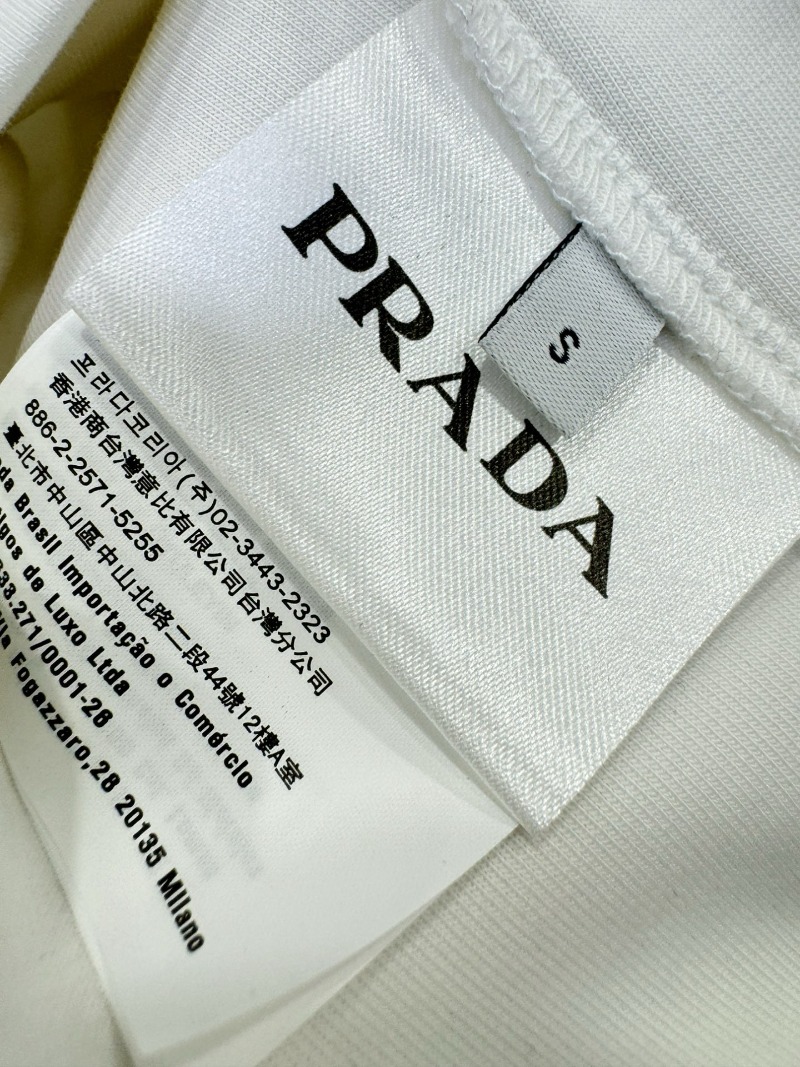 PRADA
S
프라다코리아(주)02-3443-2323
香港商台灣意比有限公司台灣分公司
886-2-2571-5255
臺北市中山區中山北路二段44號12樓A室
Brasil Importação o Comércio
de Luxo Ltda
.271/0001-26
Fogazzaro,28 20135 Milano